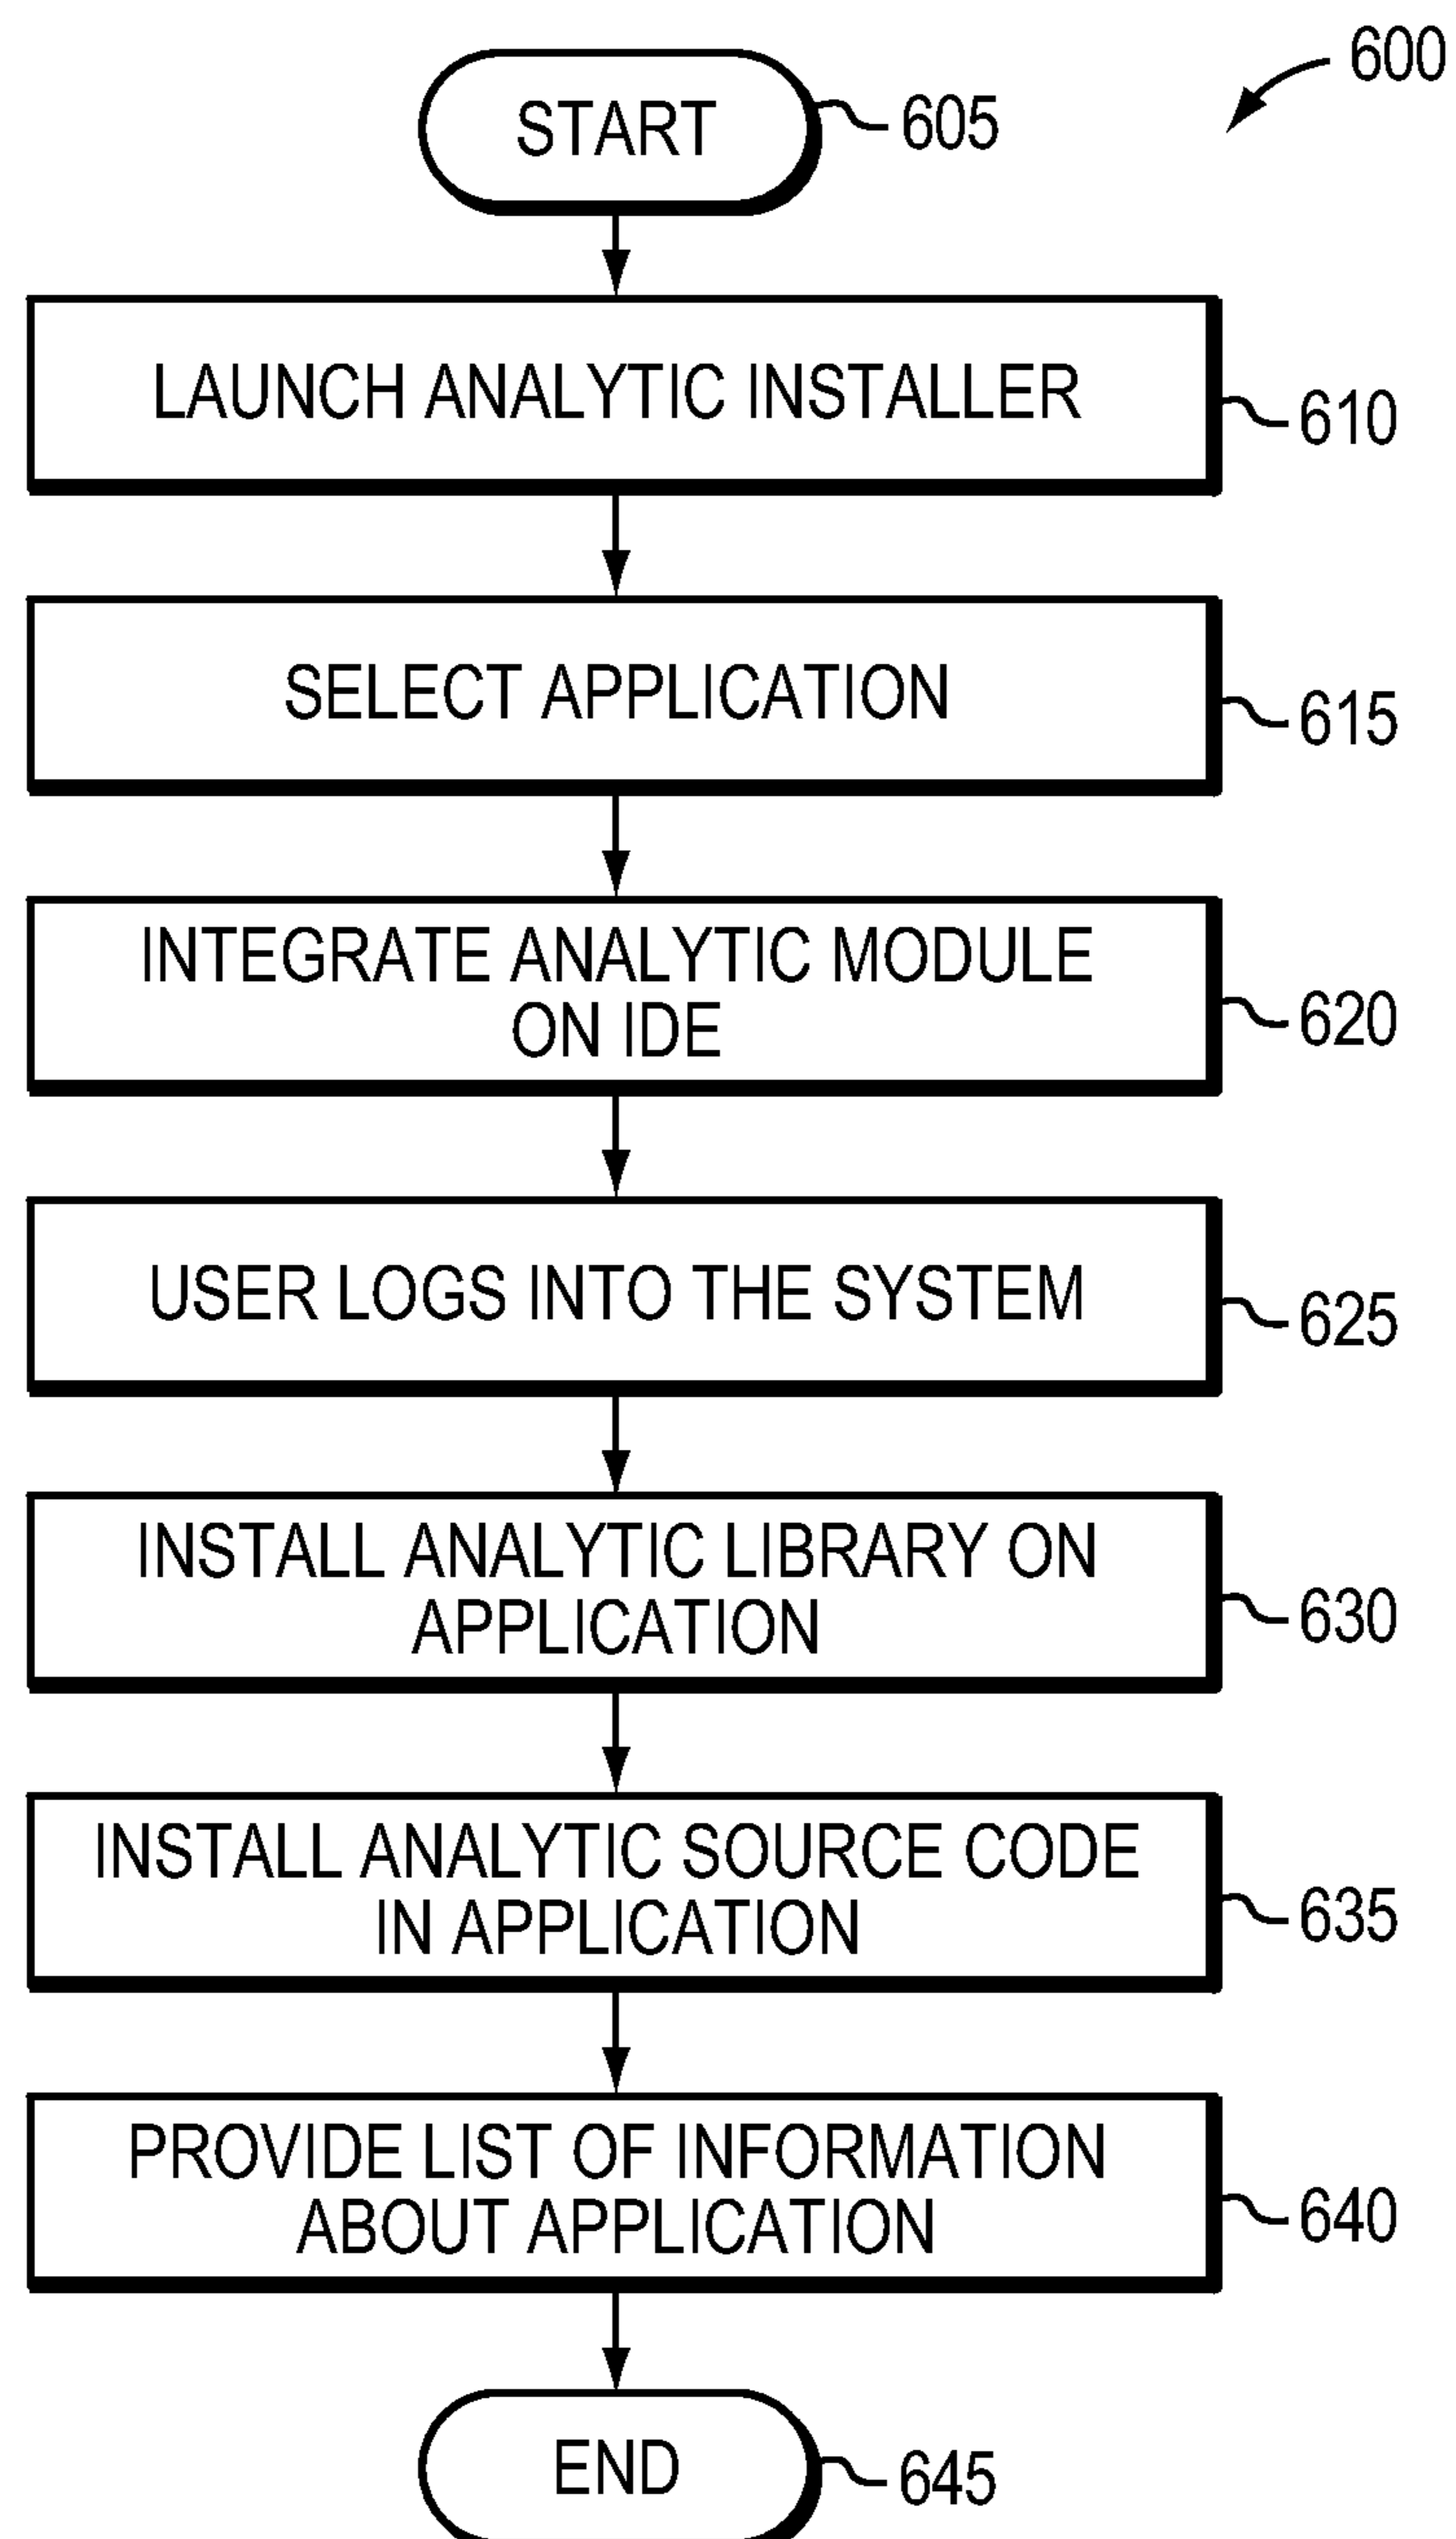 600
START
605
LAUNCH ANALYTIC INSTALLER
610
SELECT APPLICATION
615
INTEGRATE ANALYTIC MODULE
ON IDE
620
USER LOGS INTO THE SYSTEM
625
INSTALL ANALYTIC LIBRARY ON
APPLICATION
630
INSTALL ANALYTIC SOURCE CODE
IN APPLICATION
635
PROVIDE LIST OF INFORMATION
ABOUT APPLICATION
640
END
645